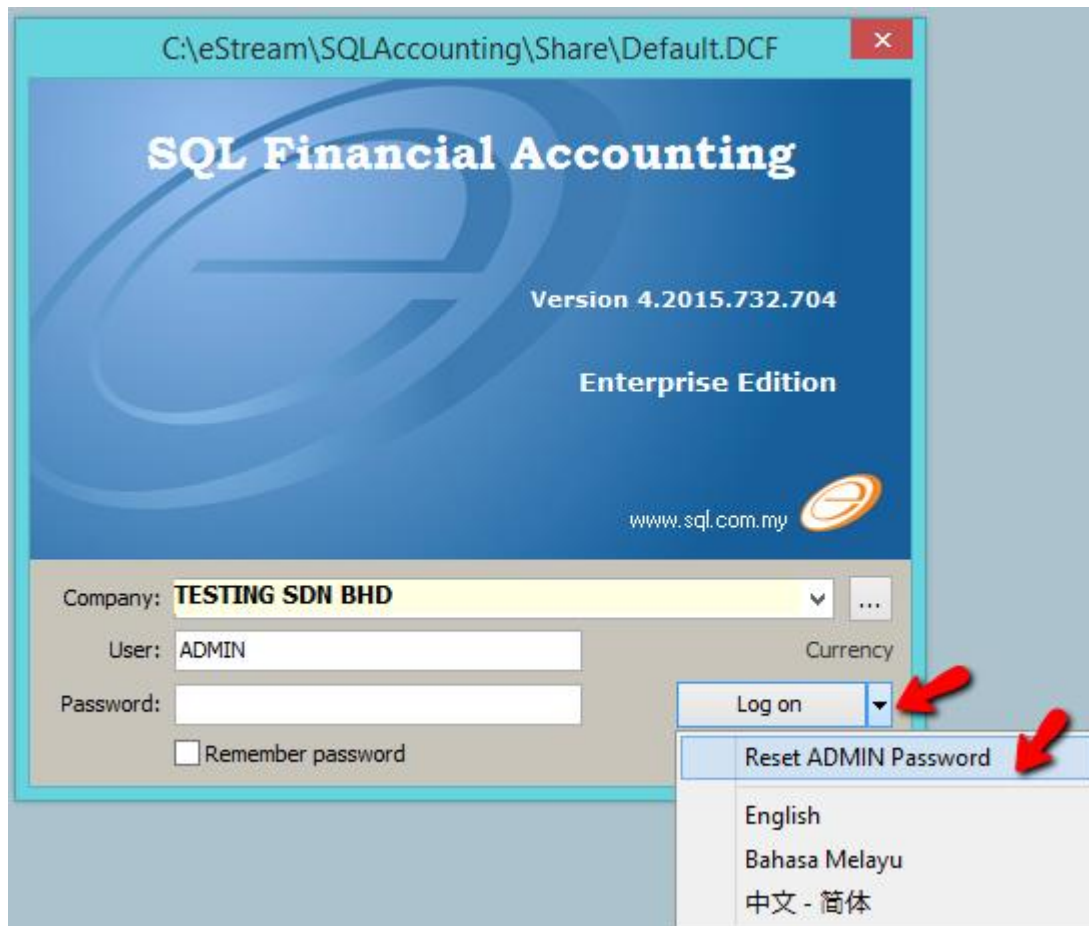 C:\eStream\SQLAccounting\Share\Default.DCF
SQL Financial Accounting
Version 4.2015.732.704
Enterprise Edition
www.sql.com.my
Company: TESTING SDN BHD ...
User: ADMIN Currency
Password: Log on
Remember password
Reset ADMIN Password
English
Bahasa Melayu
中文 - 简体